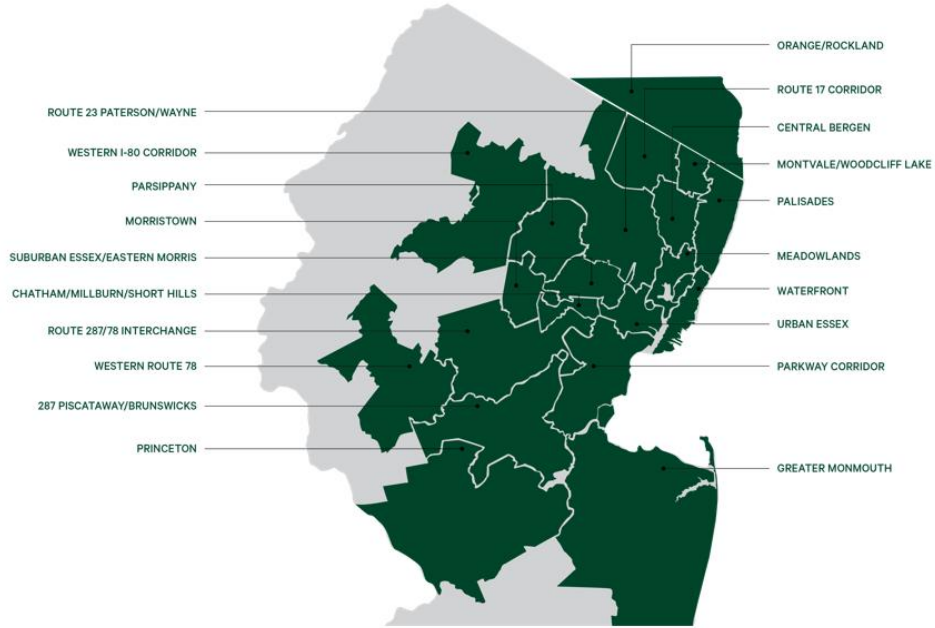 ORANGE/ROCKLAND
ROUTE 17 CORRIDOR
ROUTE 23 PATERSON/WAYNE
CENTRAL BERGEN
WESTERN I-80 CORRIDOR
MONTVALE/WOODCLIFF LAKE
PARSIPPANY
PALISADES
MORRISTOWN
SUBURBAN ESSEX/EASTERN MORRIS
MEADOWLANDS
CHATHAM/MILLBURN/SHORT HILLS
WATERFRONT
URBAN ESSEX
ROUTE 287/78 INTERCHANGE
WESTERN ROUTE 78
PARKWAY CORRIDOR
287 PISCATAWAY/BRUNSWICKS
PRINCETON
GREATER MONMOUTH